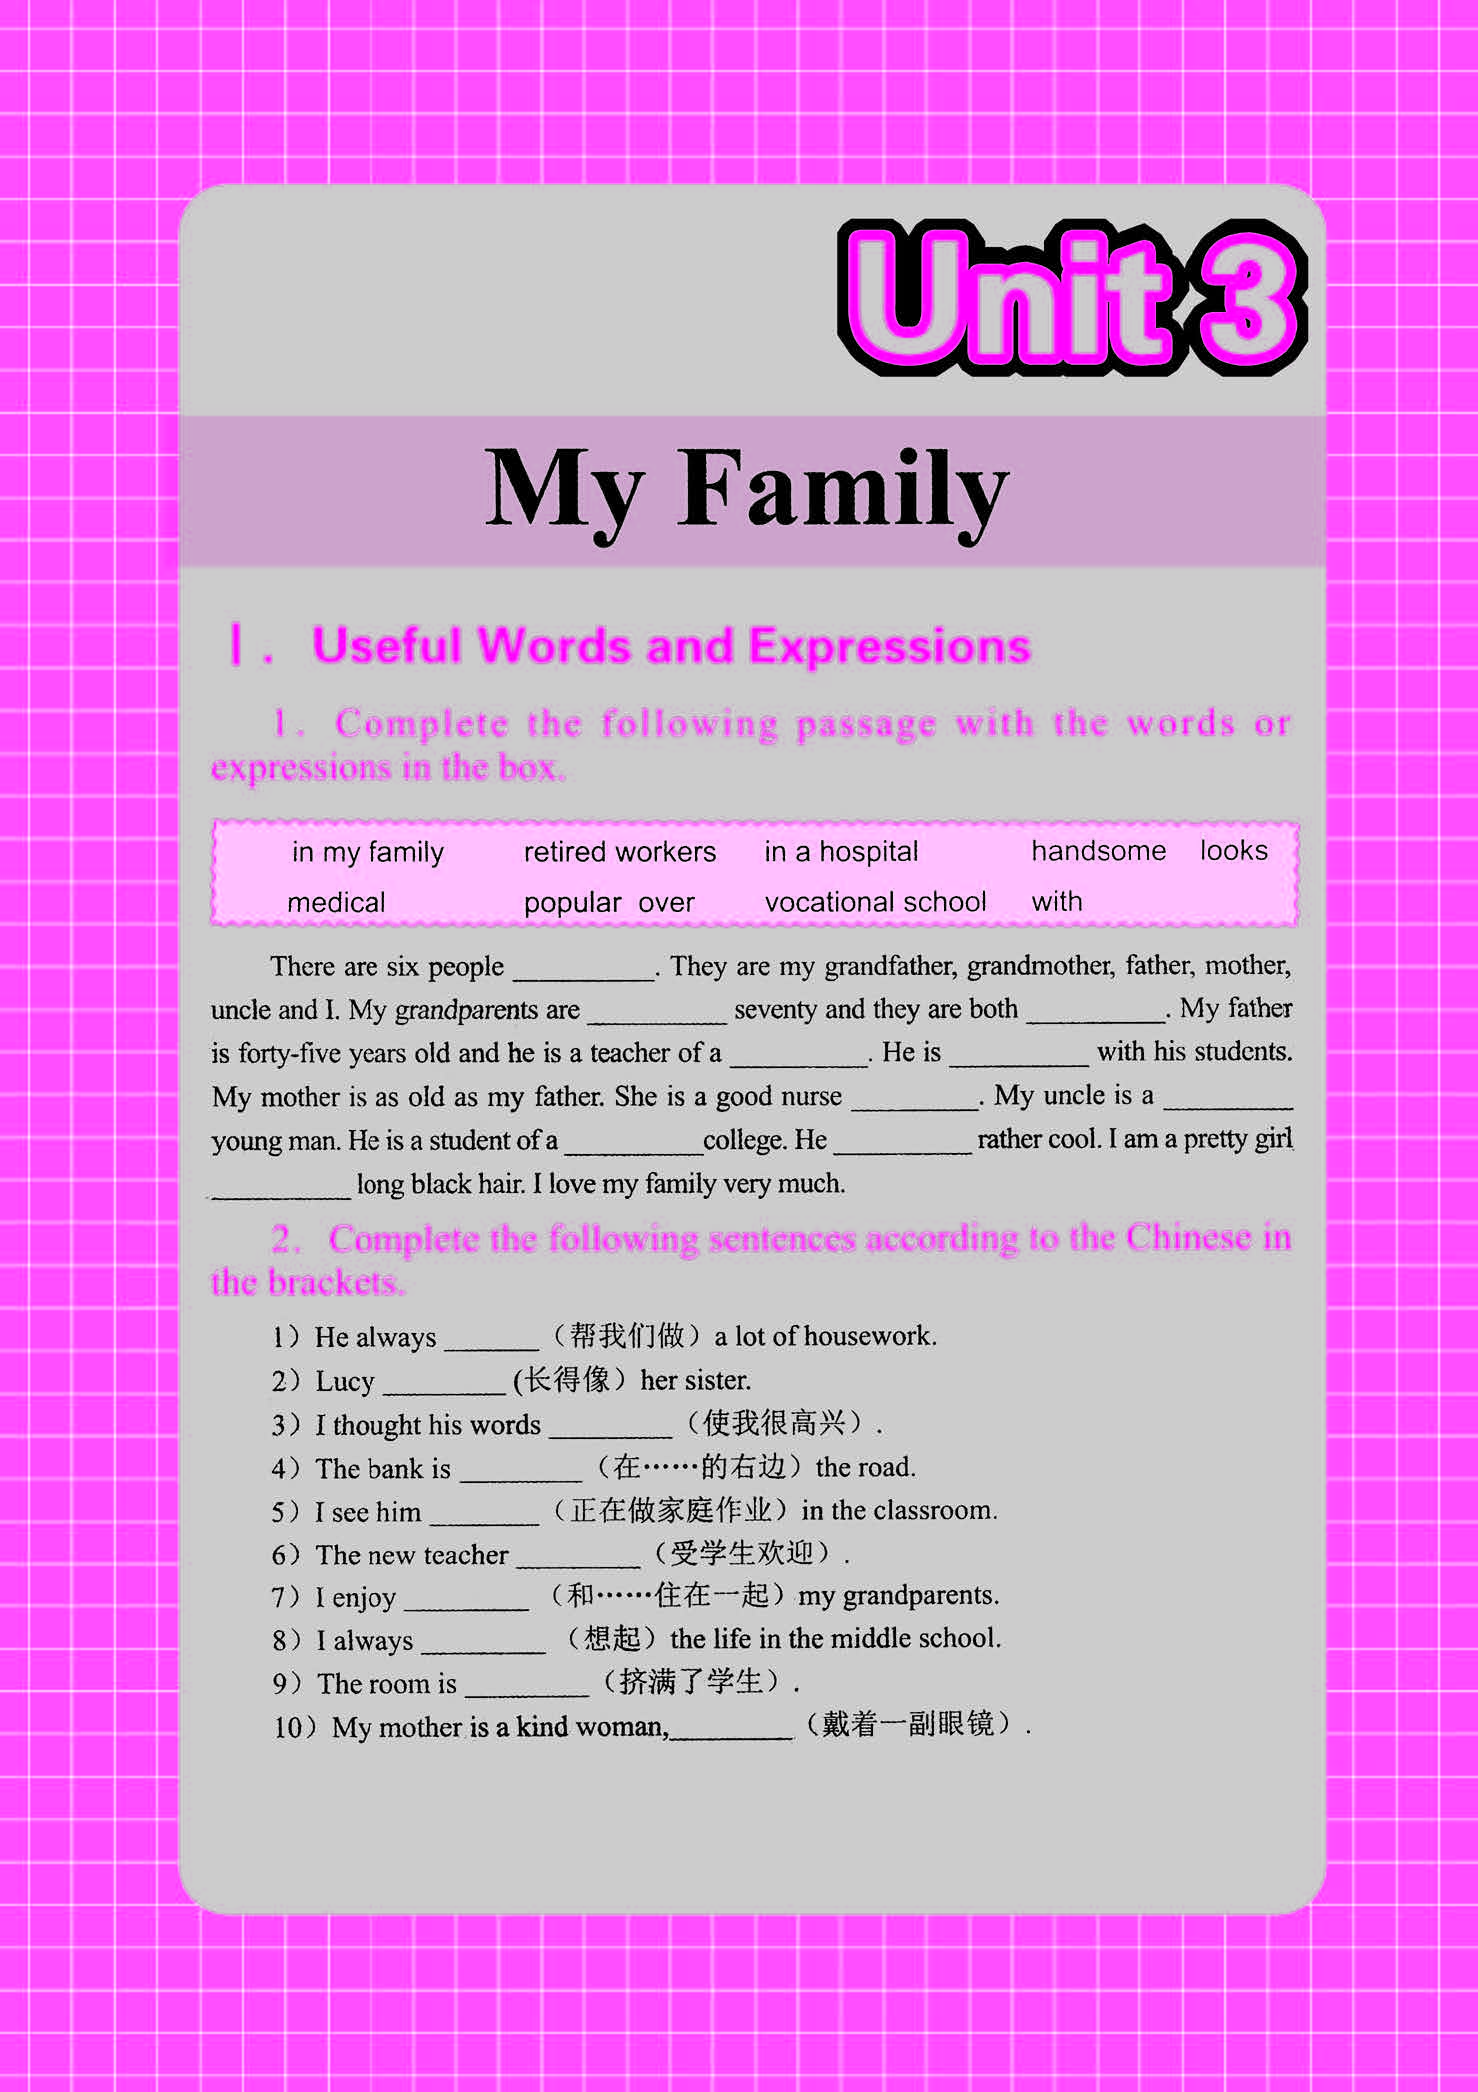 Unit 3
My Family
Ⅰ. Useful Words and Expressions
1. Complete the following passage with the words or
expressions in the box.
in my family retired workers in a hospital handsome looks
medical popular over vocational school with
There are six people __________. They are my grandfather, grandmother, father, mother,
uncle and I. My grandparents are __________ seventy and they are both __________. My father
is forty-five years old and he is a teacher of a __________. He is __________ with his students.
My mother is as old as my father. She is a good nurse __________. My uncle is a __________
young man. He is a student of a __________college. He __________ rather cool. I am a pretty girl
__________ long black hair. I love my family very much.
2. Complete the following sentences according to the Chinese in
the brackets.
1）He always _______（帮我们做）a lot of housework.
2）Lucy _________ (长得像）her sister.
3）I thought his words _________（使我很高兴）.
4）The bank is _________（在……的右边）the road.
5）I see him ________（正在做家庭作业）in the classroom.
6）The new teacher _________（受学生欢迎）.
7）I enjoy _________（和……住在一起）my grandparents.
8）I always _________（想起）the life in the middle school.
9）The room is _________（挤满了学生）.
10）My mother is a kind woman,_________（戴着一副眼镜）.